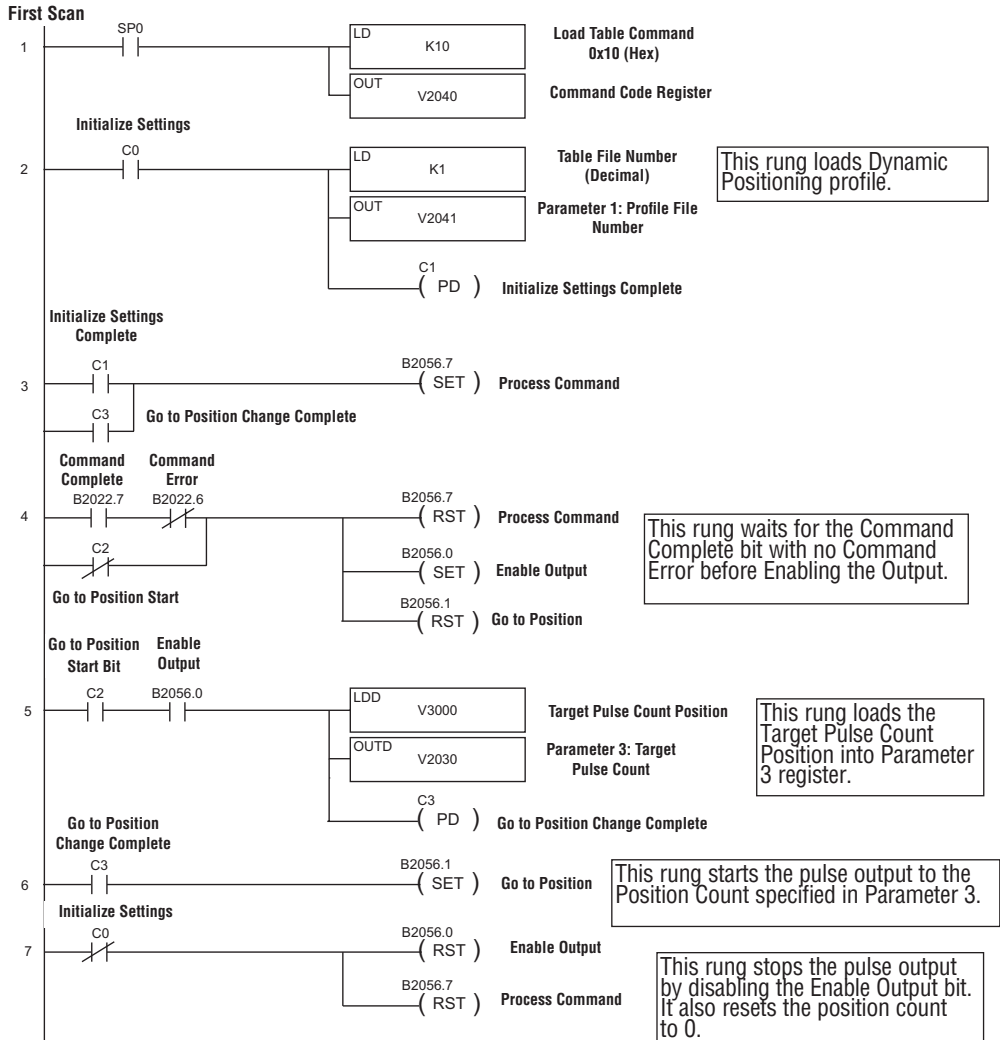 First Scan
SP0
1
LD
K10
Load Table Command
0x10 (Hex)
OUT
V2040
Command Code Register
Initialize Settings
C0
2
LD
K1
Table File Number
(Decimal)
This rung loads Dynamic
Positioning profile.
OUT
V2041
Parameter 1: Profile File
Number
C1
( PD )
Initialize Settings Complete
Initialize Settings
Complete
C1
3
B2056.7
( SET )
Process Command
C3
Go to Position Change Complete
Command
Complete
Command
Error
B2022.7
B2022.6
4
B2056.7
( RST )
Process Command
This rung waits for the Command
Complete bit with no Command
Error before Enabling the Output.
C2
B2056.0
( SET )
Enable Output
Go to Position Start
B2056.1
( RST )
Go to Position
Go to Position
Start Bit
Enable
Output
C2
B2056.0
5
LDD
V3000
Target Pulse Count Position
This rung loads the
Target Pulse Count
Position into Parameter
3 register.
OUTD
V2030
Parameter 3: Target
Pulse Count
C3
( PD )
Go to Position Change Complete
Go to Position
Change Complete
C3
6
B2056.1
( SET )
Go to Position
This rung starts the pulse output to the
Position Count specified in Parameter 3.
Initialize Settings
C0
7
B2056.0
( RST )
Enable Output
This rung stops the pulse output
by disabling the Enable Output bit.
It also resets the position count
to 0.
B2056.7
( RST )
Process Command